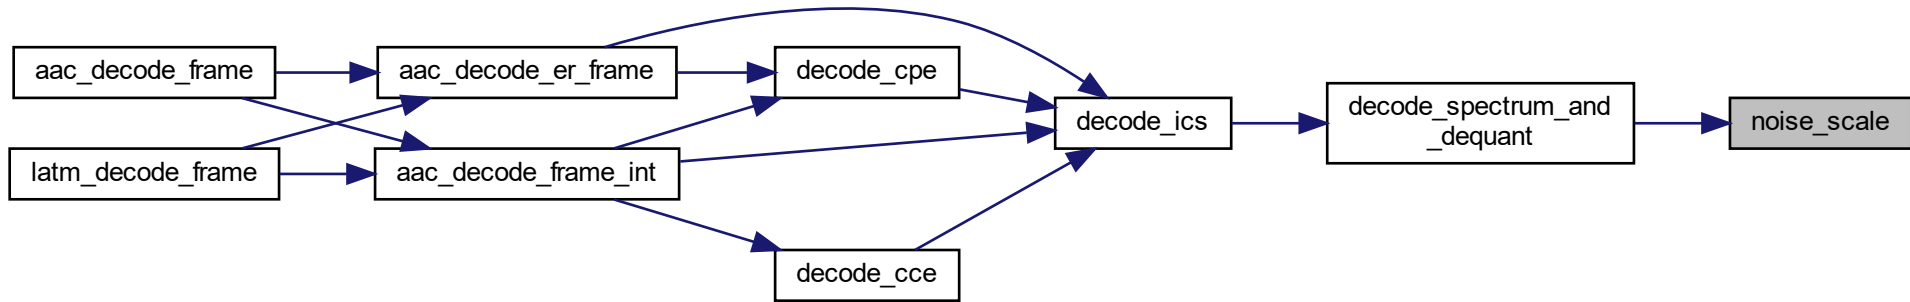 aac_decode_frame
latm_decode_frame
aac_decode_er_frame
aac_decode_frame_int
decode_cpe
decode_cce
decode_ics
decode_spectrum_and
_dequant
noise_scale